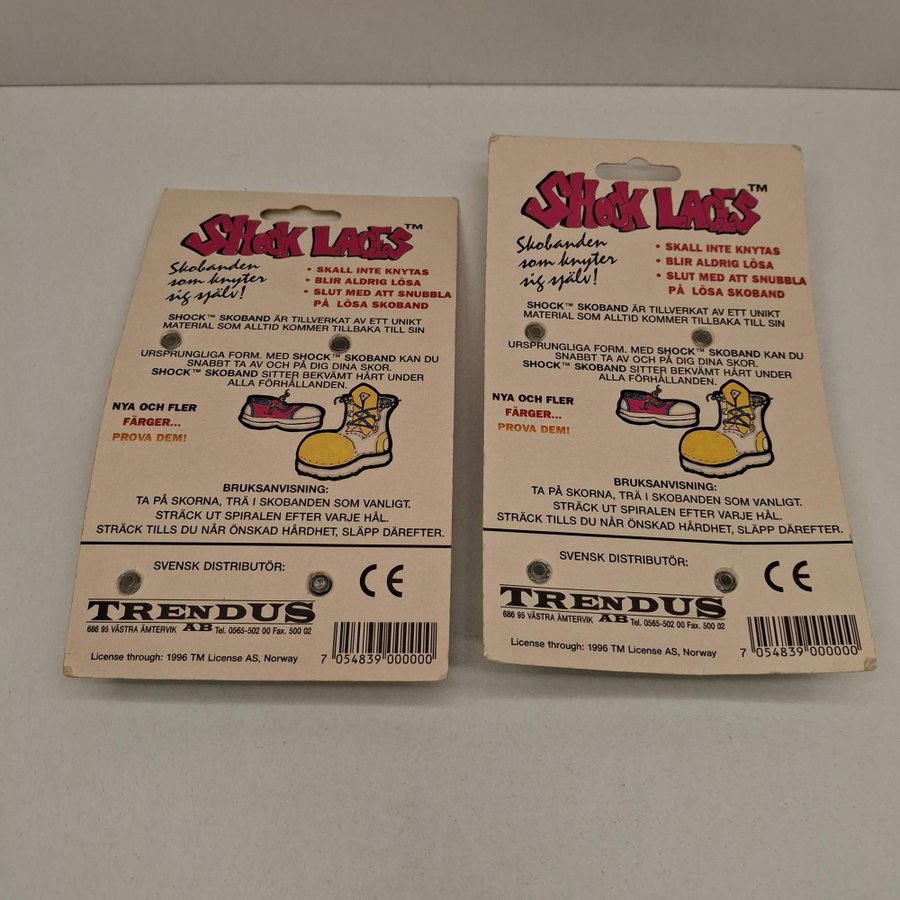 SHOCK LACES™
Skobanden
som knyter
sig själv!
• SKALL INTE KNYTAS
• BLIR ALDRIG LÖSA
• SLUT MED ATT SNUBBLA
PÅ LÖSA SKOBAND
SHOCK™ SKOBAND ÄR TILLVERKAT AV ETT UNIKT
MATERIAL SOM ALLTID KOMMER TILLBAKA TILL SIN
URSPRUNGLIGA FORM. MED SHOCK™ SKOBAND KAN DU
SNABBT TA AV OCH PÅ DIG DINA SKOR.
SHOCK™ SKOBAND SITTER BEKVÄMT HÅRT UNDER
ALLA FÖRHÅLLANDEN.
NYA OCH FLER
FÄRGER...
PROVA DEM!
BRUKSANVISNING:
TA PÅ SKORNA, TRÄ I SKOBANDEN SOM VANLIGT.
STRÄCK UT SPIRALEN EFTER VARJE HÅL.
STRÄCK TILLS DU NÅR ÖNSKAD HÅRDHET, SLÄPP DÄREFTER.
SVENSK DISTRIBUTÖR:
CE
TRENDUS
AB
686 95 VÄSTRA ÄMTERVIK Tel. 0565-502 00 Fax. 500 02
License through: 1996 TM License AS, Norway
7 054839 000000
SHOCK LACES™
Skobanden
som knyter
sig själv!
• SKALL INTE KNYTAS
• BLIR ALDRIG LÖSA
• SLUT MED ATT SNUBBLA
PÅ LÖSA SKOBAND
SHOCK™ SKOBAND ÄR TILLVERKAT AV ETT UNIKT
MATERIAL SOM ALLTID KOMMER TILLBAKA TILL SIN
URSPRUNGLIGA FORM. MED SHOCK™ SKOBAND KAN DU
SNABBT TA AV OCH PÅ DIG DINA SKOR.
SHOCK™ SKOBAND SITTER BEKVÄMT HÅRT UNDER
ALLA FÖRHÅLLANDEN.
NYA OCH FLER
FÄRGER...
PROVA DEM!
BRUKSANVISNING:
TA PÅ SKORNA, TRÄ I SKOBANDEN SOM VANLIGT.
STRÄCK UT SPIRALEN EFTER VARJE HÅL.
STRÄCK TILLS DU NÅR ÖNSKAD HÅRDHET, SLÄPP DÄREFTER.
SVENSK DISTRIBUTÖR:
CE
TRENDUS
AB
686 95 VÄSTRA ÄMTERVIK Tel. 0565-502 00 Fax. 500 02
License through: 1996 TM License AS, Norway
7 054839 000000